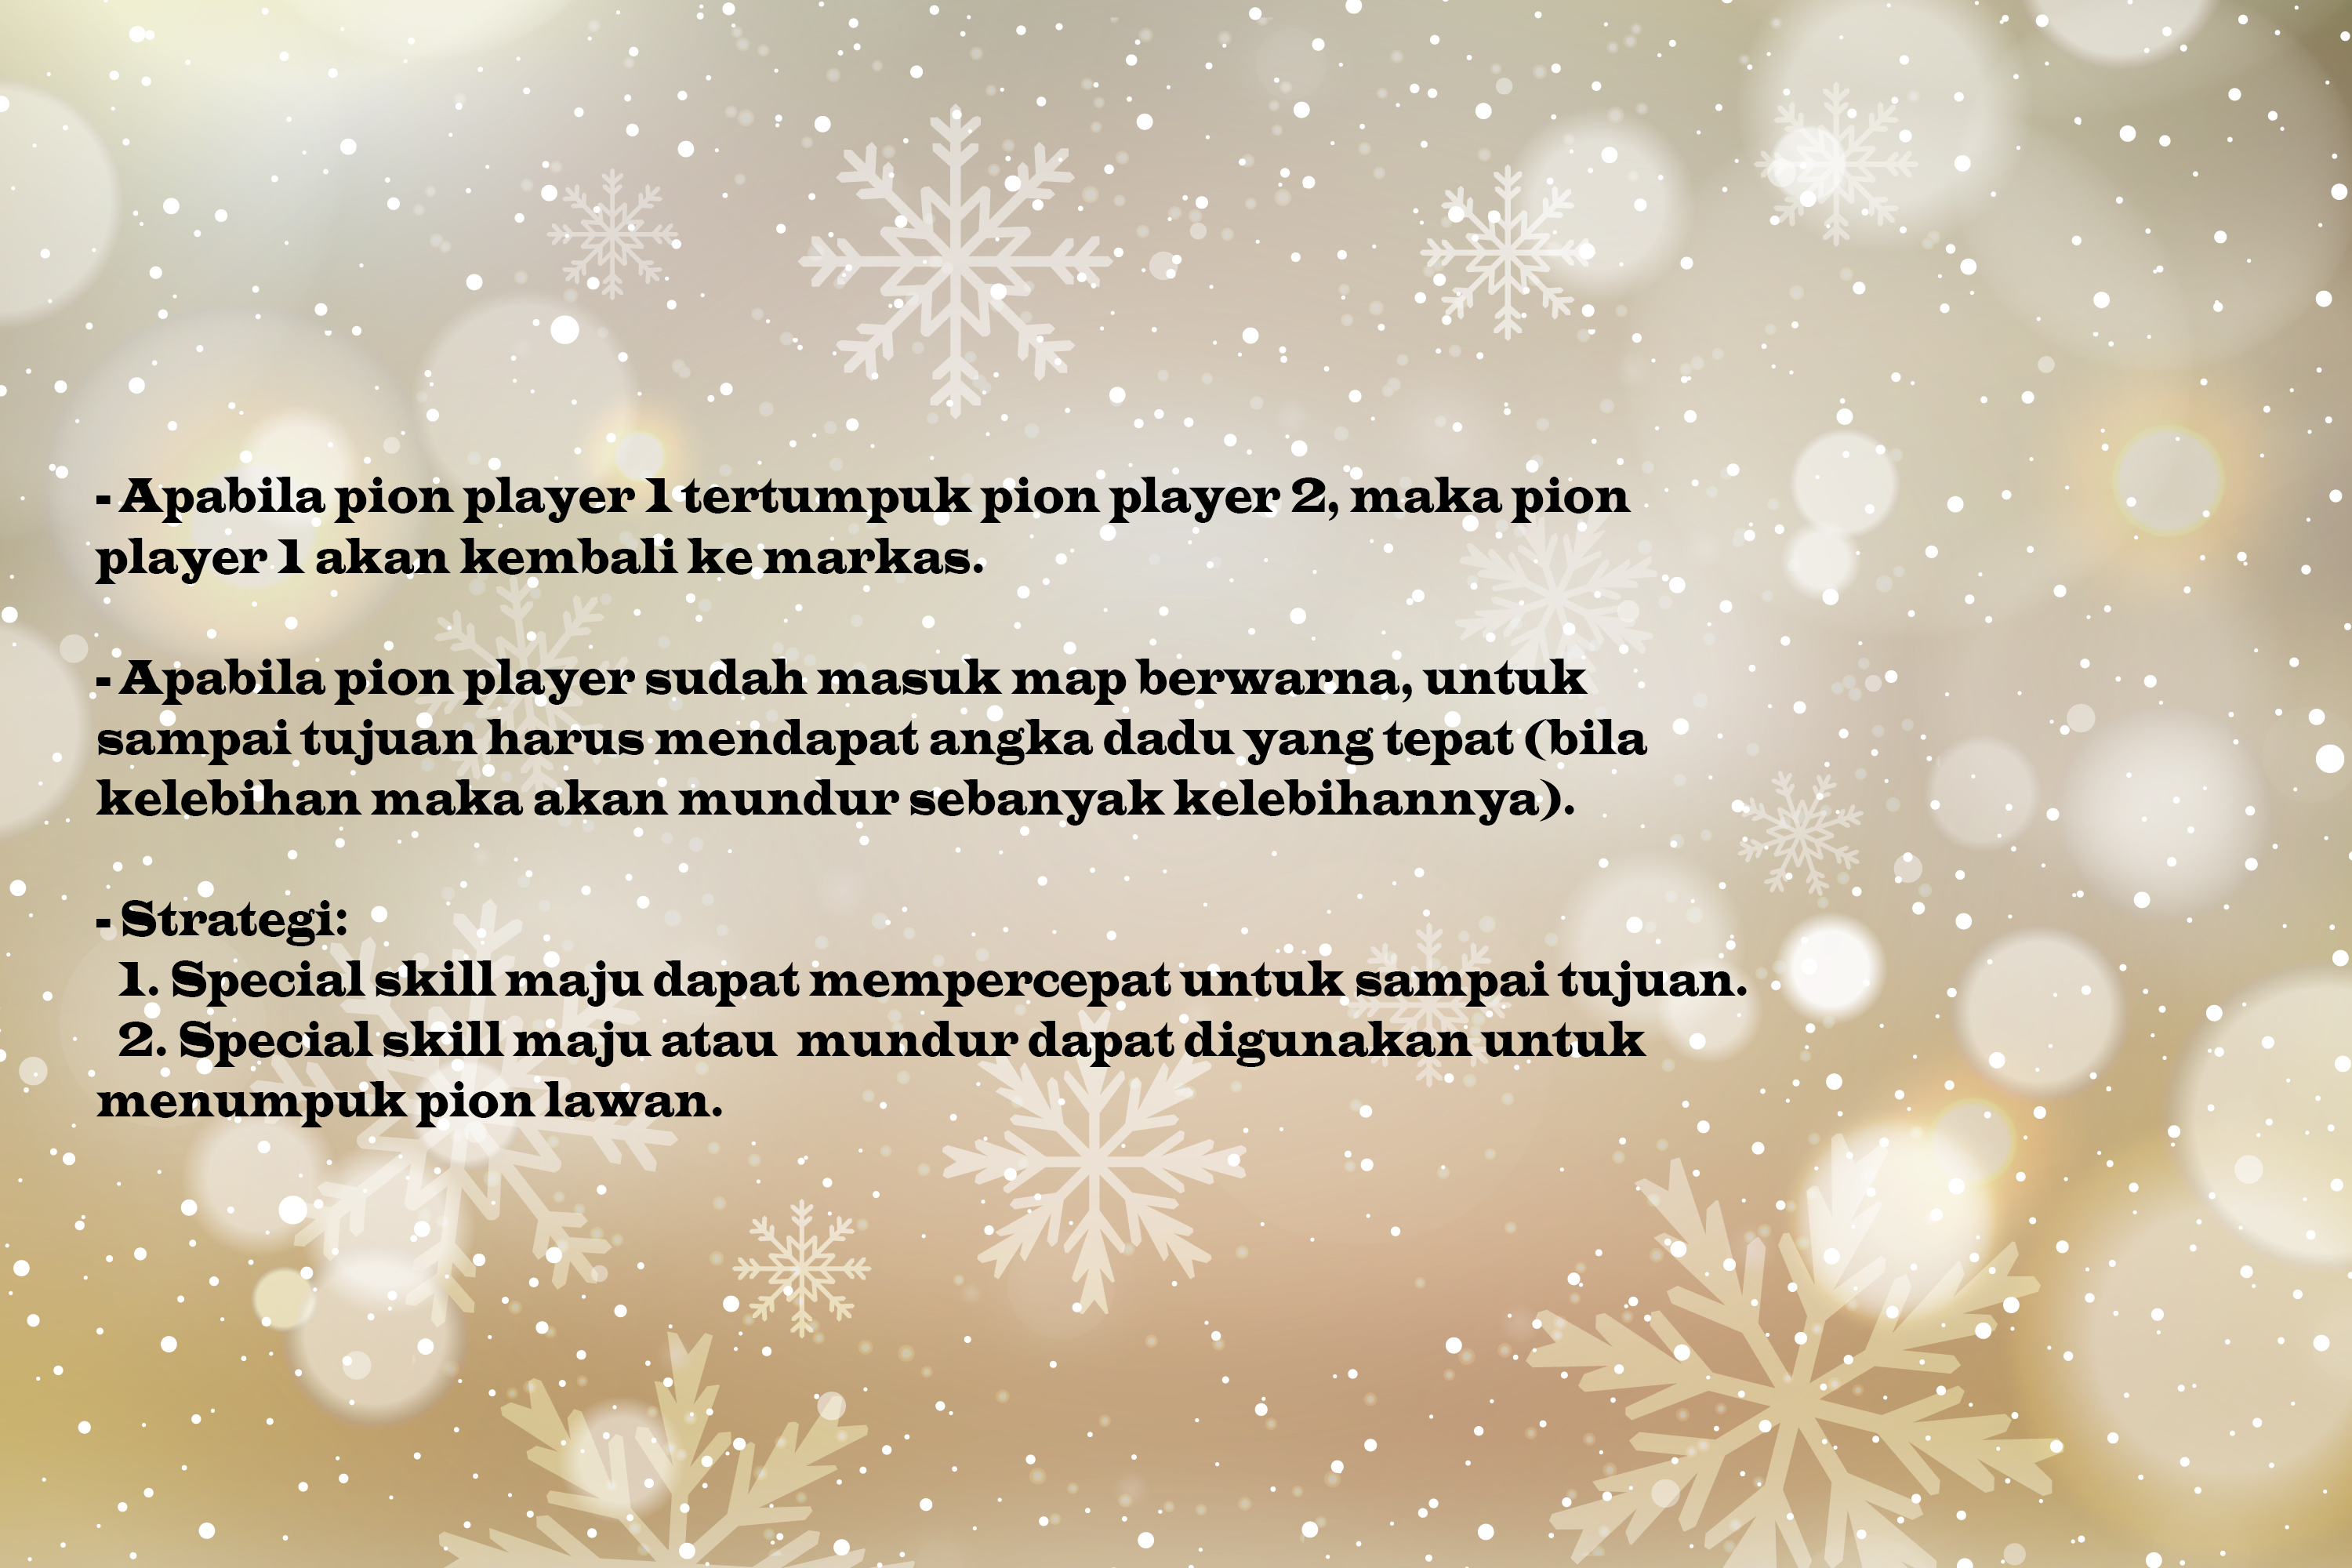 - Apabila pion player 1 tertumpuk pion player 2, maka pion
player 1 akan kembali ke markas.
- Apabila pion player sudah masuk map berwarna, untuk
sampai tujuan harus mendapat angka dadu yang tepat (bila
kelebihan maka akan mundur sebanyak kelebihannya).
- Strategi:
1. Special skill maju dapat mempercepat untuk sampai tujuan.
2. Special skill maju atau  mundur dapat digunakan untuk
menumpuk pion lawan.